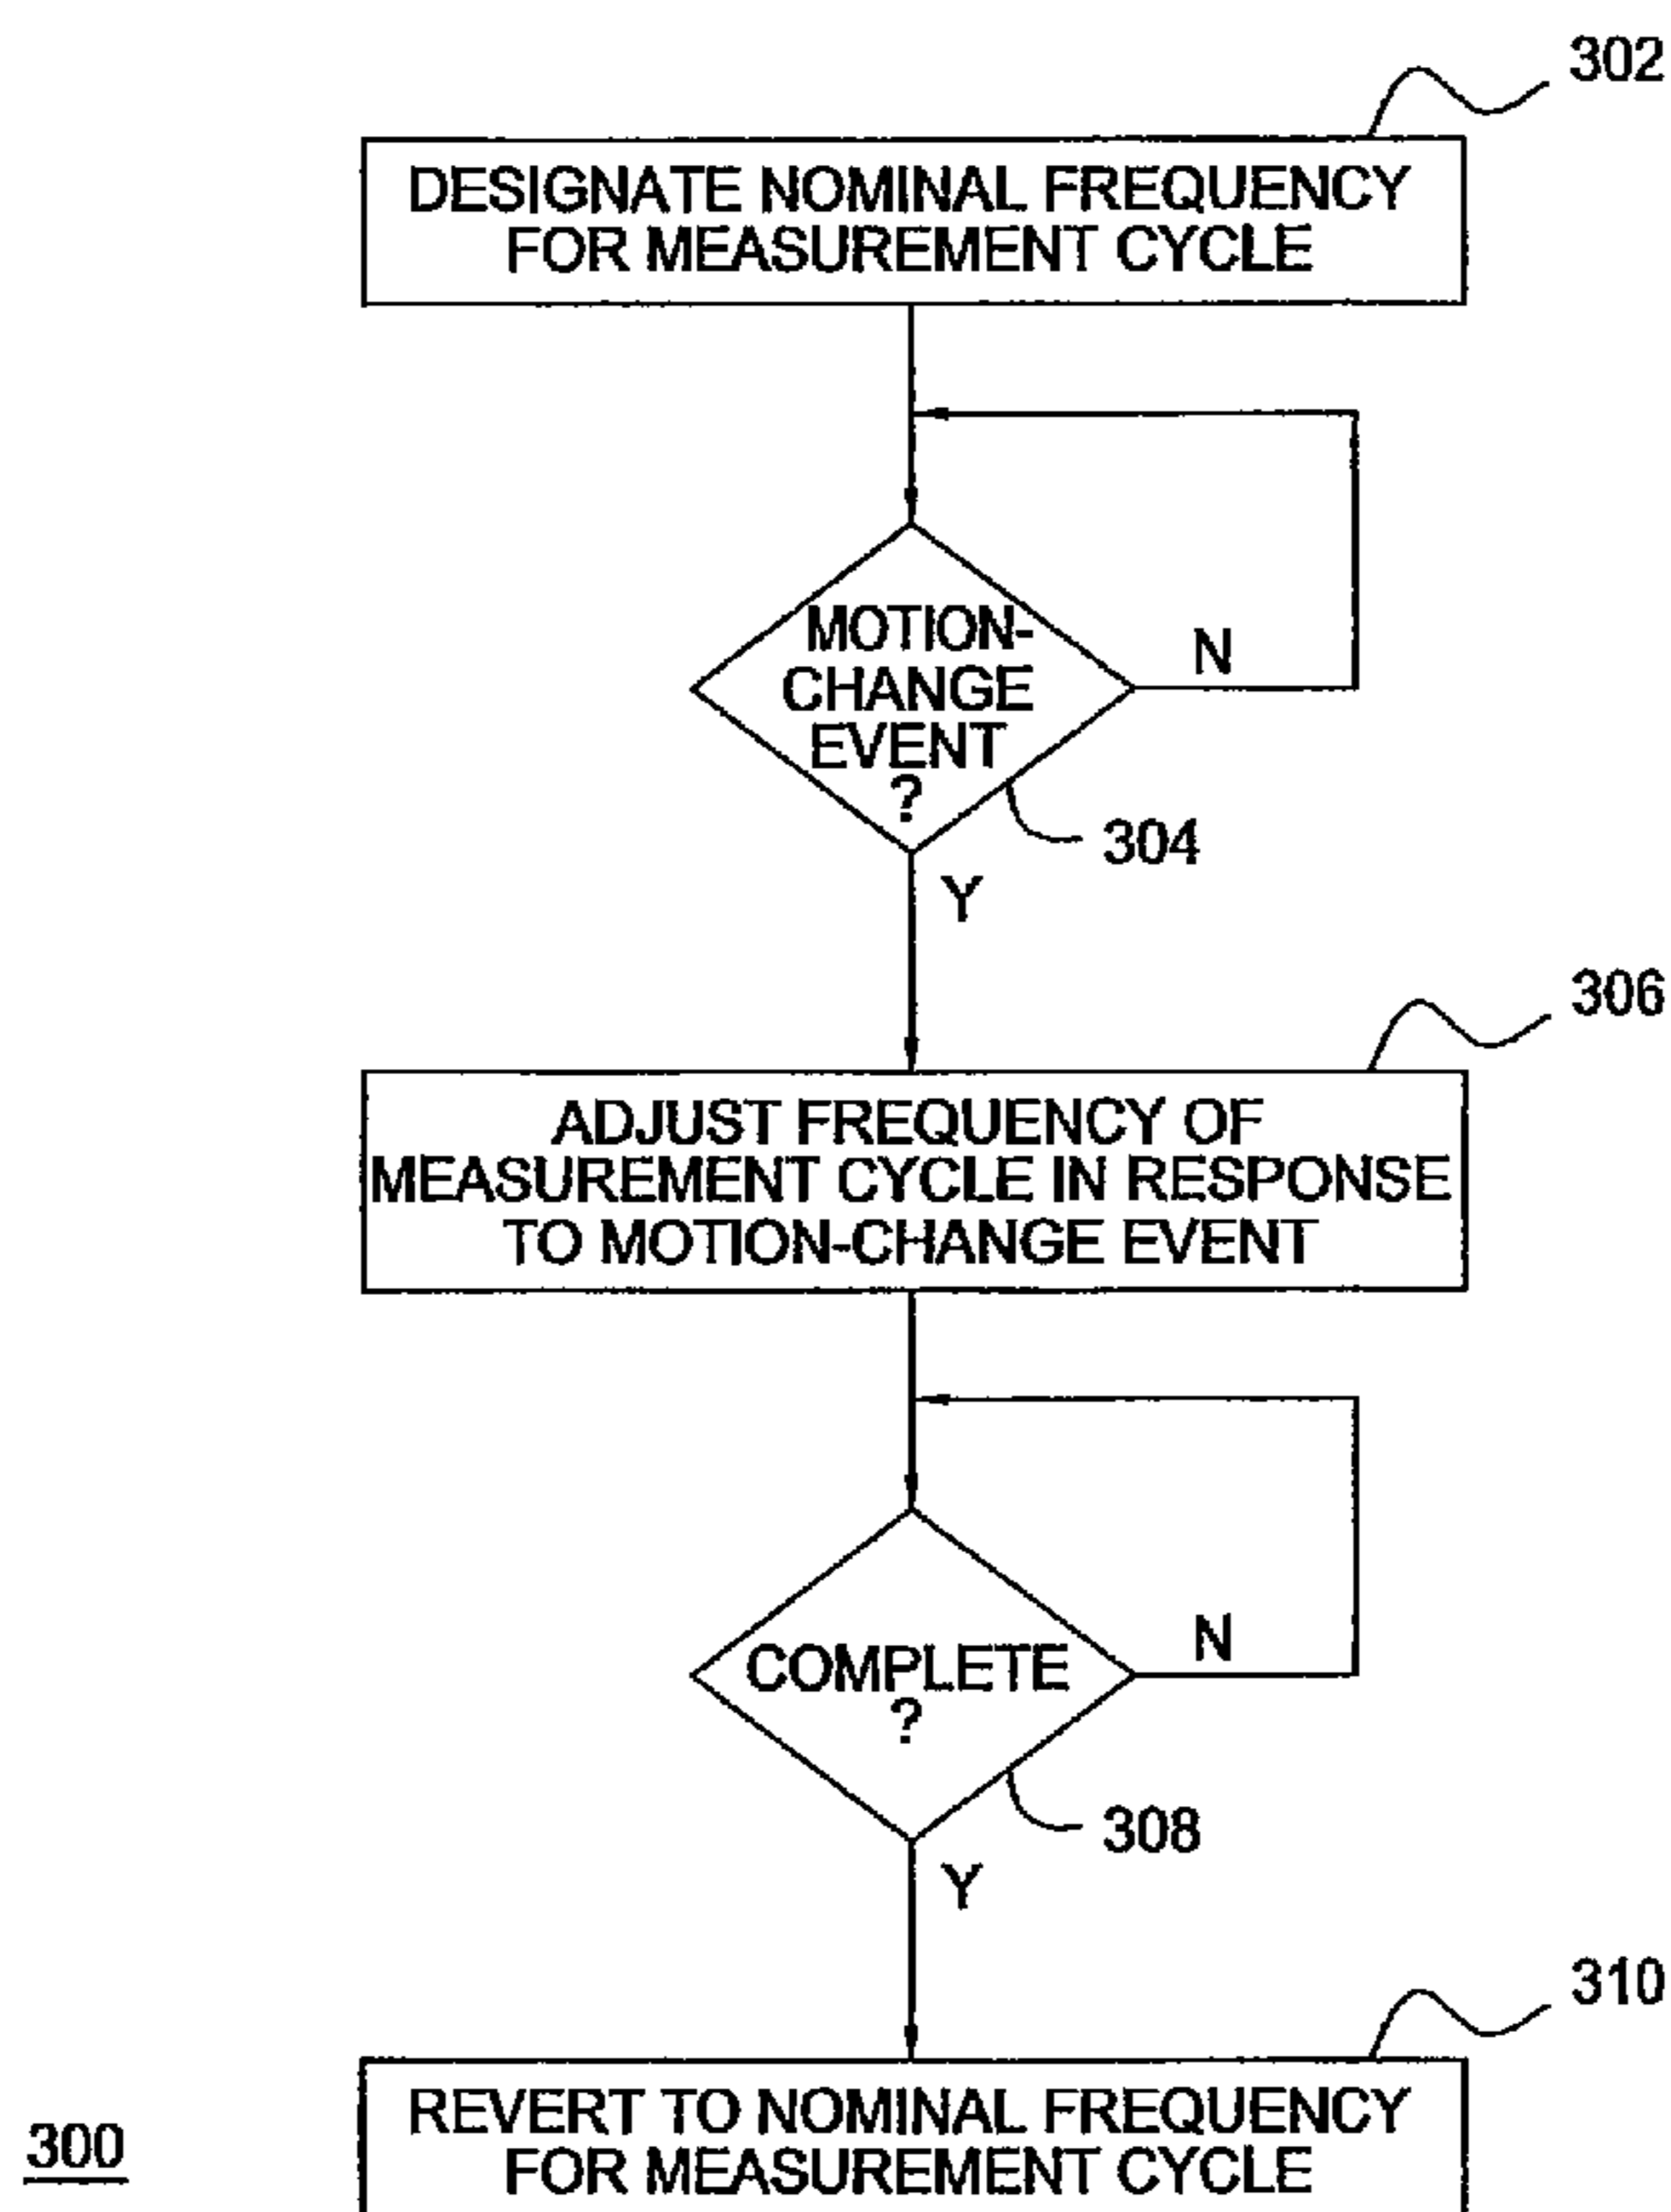 302
DESIGNATE NOMINAL FREQUENCY
FOR MEASUREMENT CYCLE
MOTION-
CHANGE
EVENT
?
N
304
Y
306
ADJUST FREQUENCY OF
MEASUREMENT CYCLE IN RESPONSE
TO MOTION-CHANGE EVENT
COMPLETE
?
N
308
Y
310
REVERT TO NOMINAL FREQUENCY
FOR MEASUREMENT CYCLE
300